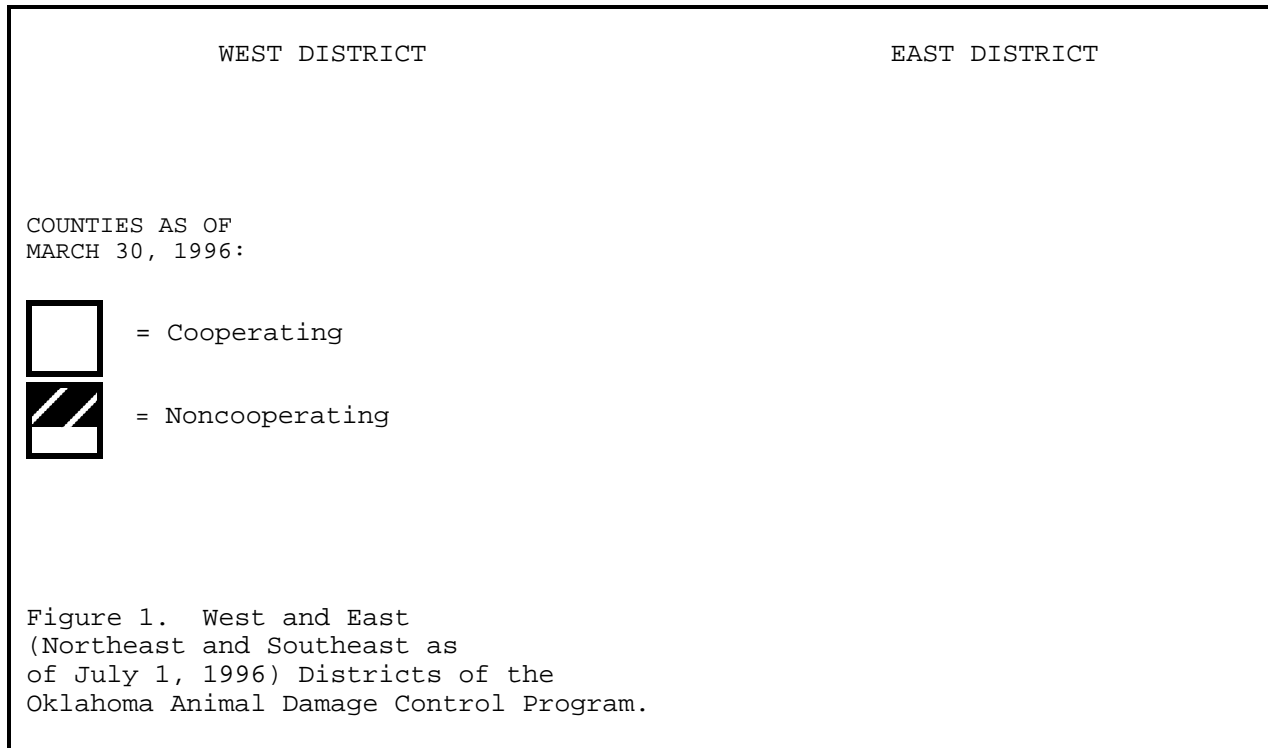 WEST DISTRICT EAST DISTRICT
COUNTIES AS OF
MARCH 30, 1996:
= Cooperating
= Noncooperating
Figure 1. West and East
(Northeast and Southeast as
of July 1, 1996) Districts of the
Oklahoma Animal Damage Control Program.